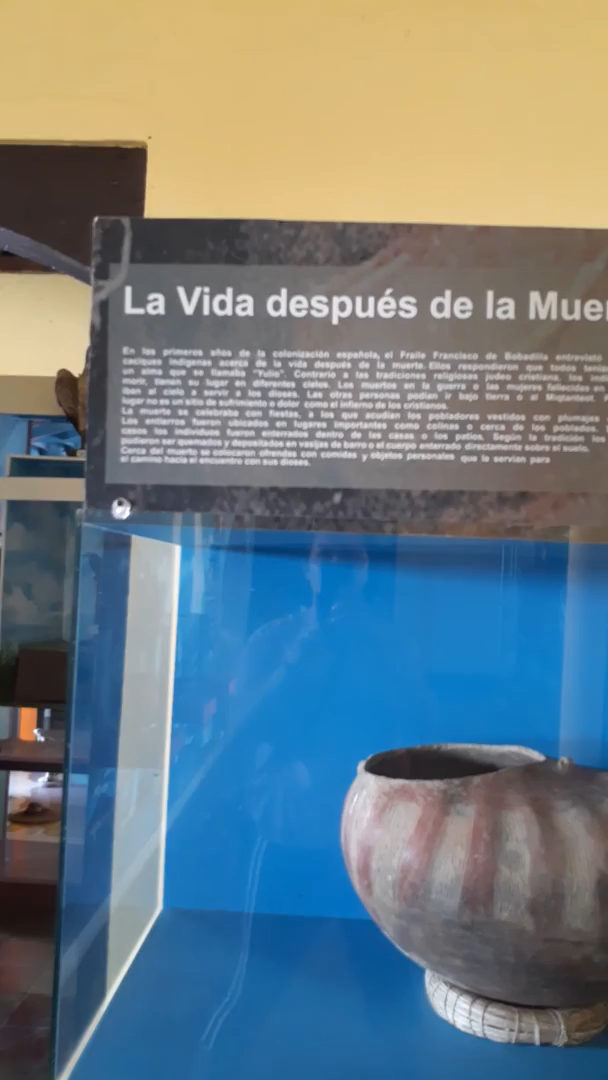 La Vida después de la Muer
En los primeros años de la colonización española, el Fraile Francisco de Bobadilla entrevistó
caciques indígenas acerca de la vida después de la muerte. Ellos respondieron que todos
un alma que se llamaba "Yulio". Contrario a las tradiciones religiosas judeo cristiana, los
morir, tienen su lugar en diferentes cielos. Los muertos en la guerra o las mujeres fallecidas en
iban al cielo a servir a los dioses. Las otras personas podían ir bajo tierra o al Miqtanteot.
lugar no es un sitio de sufrimiento o dolor como el infierno de los cristianos.
La muerte se celebraba con fiestas, a los que acudían los pobladores vestidos con plumajes
Los entierros fueron ubicados en lugares importantes como colinas o cerca de los poblados.
casos los individuos fueron enterrados dentro de las casas o los patios. Según la tradición los
pudieron ser quemados y depositados en vasijas de barro o el cuerpo enterrado directamente sobre el suelo.
Cerca del muerto se colocaron ofrendas con comidas y objetos personales que le servían para
el camino hacia el encuentro con sus dioses.